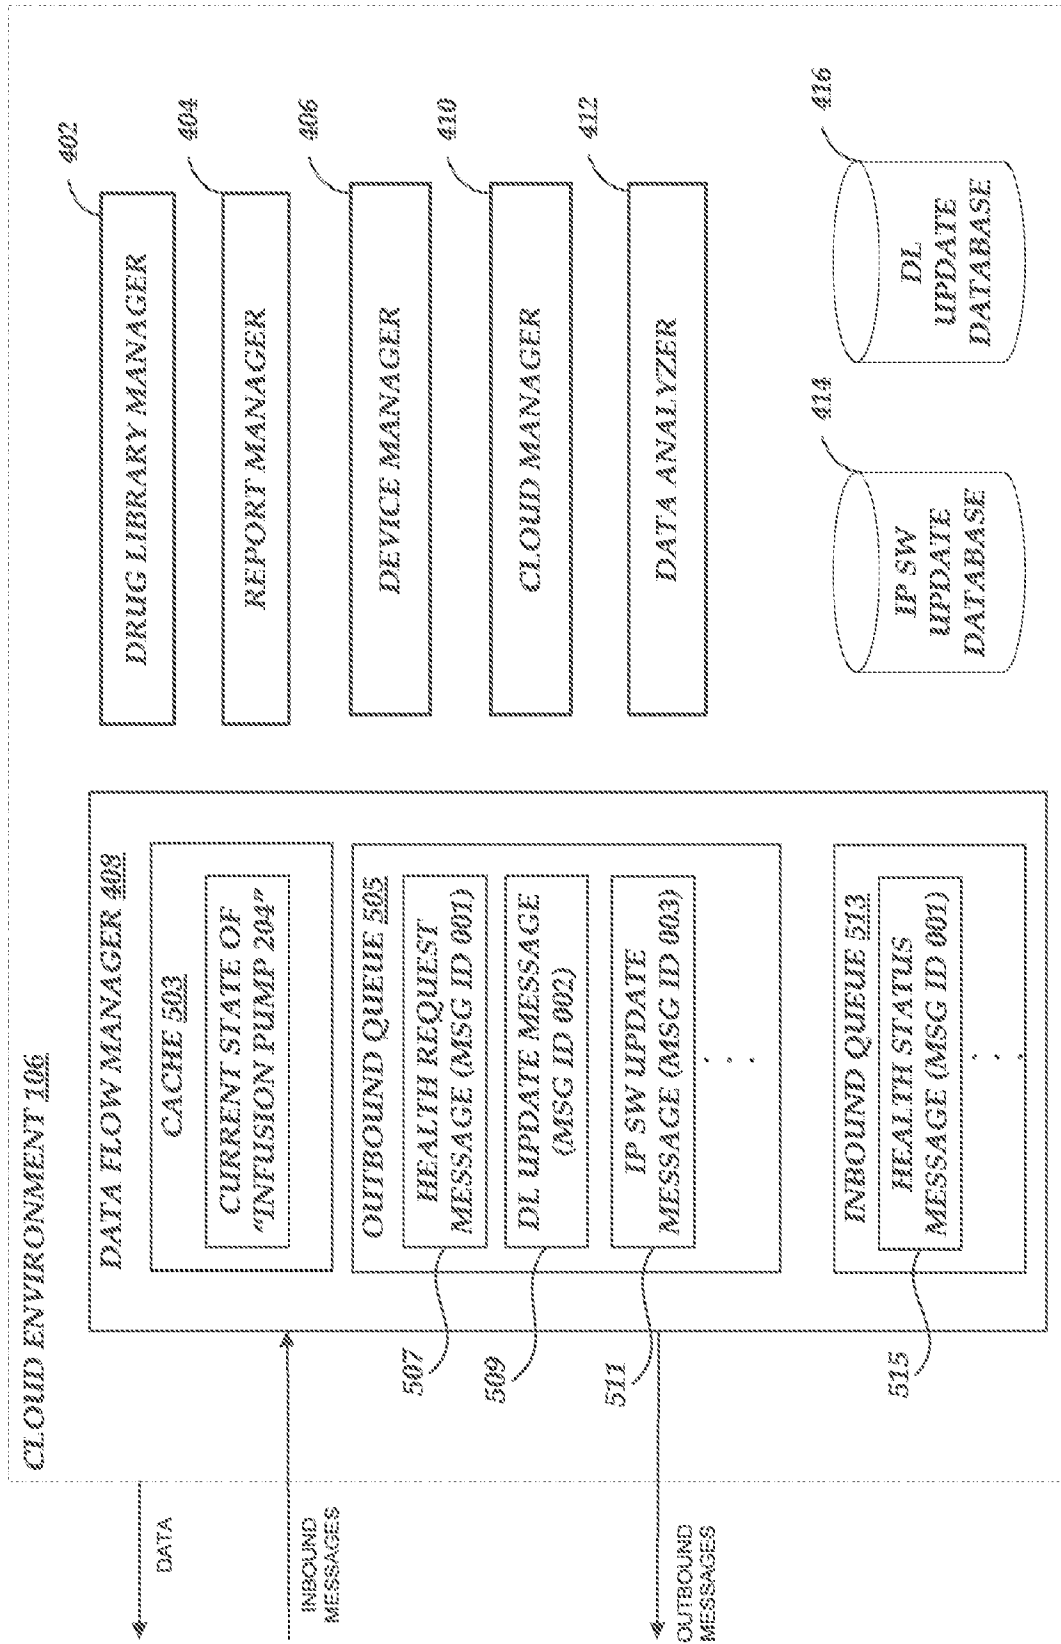 CLOUD ENVIRONMENT 106
DATA FLOW MANAGER 408
CACHE 503
CURRENT STATE OF
"INFUSION PUMP 204"
OUTBOUND QUEUE 505
HEALTH REQUEST
MESSAGE (MSG ID 001)
507
DL UPDATE MESSAGE
(MSG ID 002)
509
IP SW UPDATE
MESSAGE (MSG ID 003)
511
INBOUND QUEUE 513
HEALTH STATUS
MESSAGE (MSG ID 001)
515
DATA
INBOUND
MESSAGES
OUTBOUND
MESSAGES
DRUG LIBRARY MANAGER
402
REPORT MANAGER
404
DEVICE MANAGER
406
CLOUD MANAGER
410
DATA ANALYZER
412
IP SW
UPDATE
DATABASE
414
DL
UPDATE
DATABASE
416